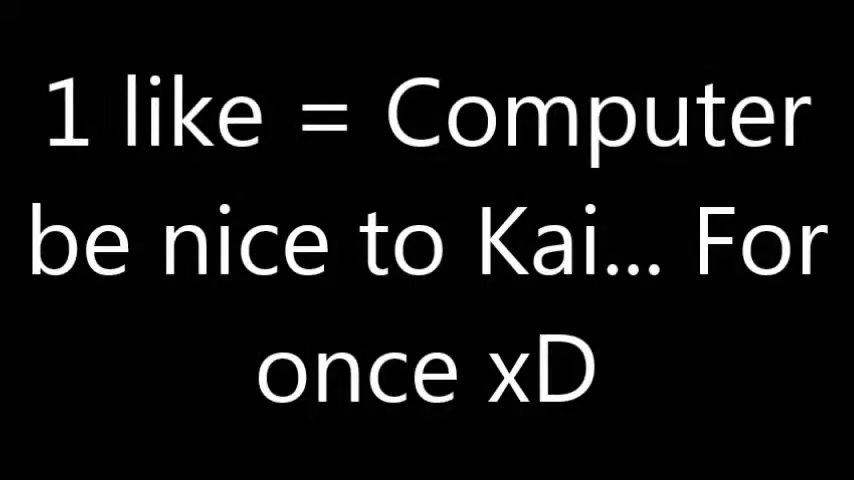 1 like = Computer
be nice to Kai... For
once xD